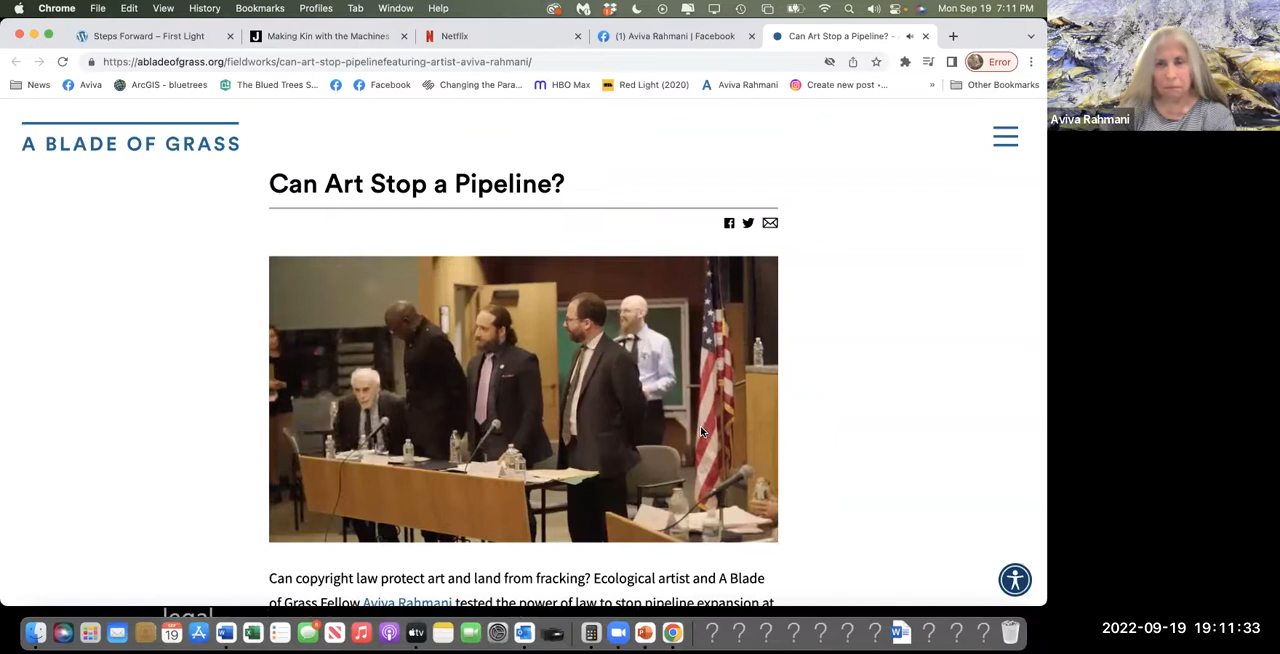 Chrome File Edit View History Bookmarks Profiles Tab Window Help Mon Sep 19 7:11 PM
Steps Forward – First Light Making Kin with the Machines Netflix (1) Aviva Rahmani | Facebook Can Art Stop a Pipeline? -
https://abladeofgrass.org/fieldworks/can-art-stop-pipelinefeaturing-artist-aviva-rahmani/ Error
News Aviva ArcGIS - bluetrees The Blued Trees S... Facebook Changing the Para... HBO Max Red Light (2020) Aviva Rahmani Create new post •... » Other Bookmarks
Aviva Rahmani
A BLADE OF GRASS
Can Art Stop a Pipeline?
Can copyright law protect art and land from fracking? Ecological artist and A Blade
of Grass Fellow Aviva Rahmani tested the power of law to stop pipeline expansion at
legal
SEP
19
tv
2022-09-19 19:11:33